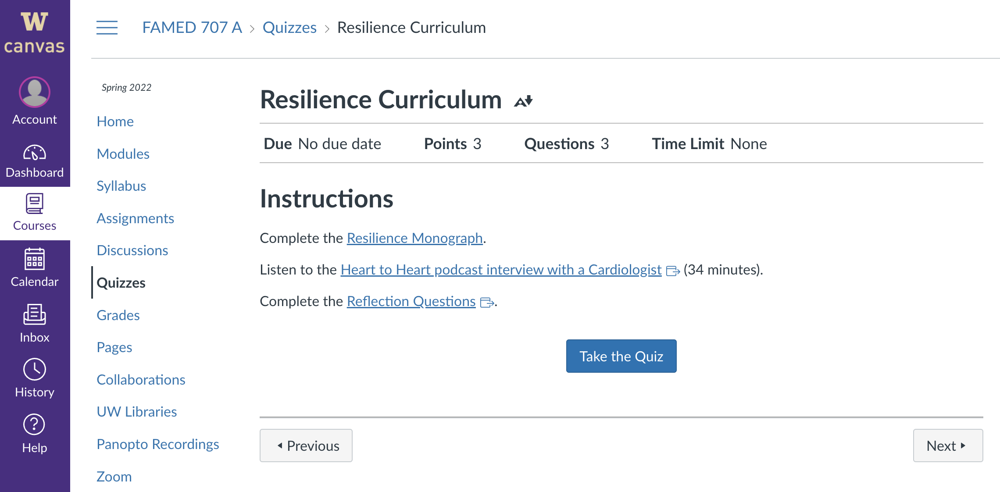 W
canvas
Account
Dashboard
Courses
Calendar
Inbox
History
Help
FAMED 707 A > Quizzes > Resilience Curriculum
Spring 2022
Home
Modules
Syllabus
Assignments
Discussions
Quizzes
Grades
Pages
Collaborations
UW Libraries
Panopto Recordings
Zoom
Resilience Curriculum
Due No due date Points 3 Questions 3 Time Limit None
Instructions
Complete the Resilience Monograph.
Listen to the Heart to Heart podcast interview with a Cardiologist (34 minutes).
Complete the Reflection Questions.
Take the Quiz
Previous
Next